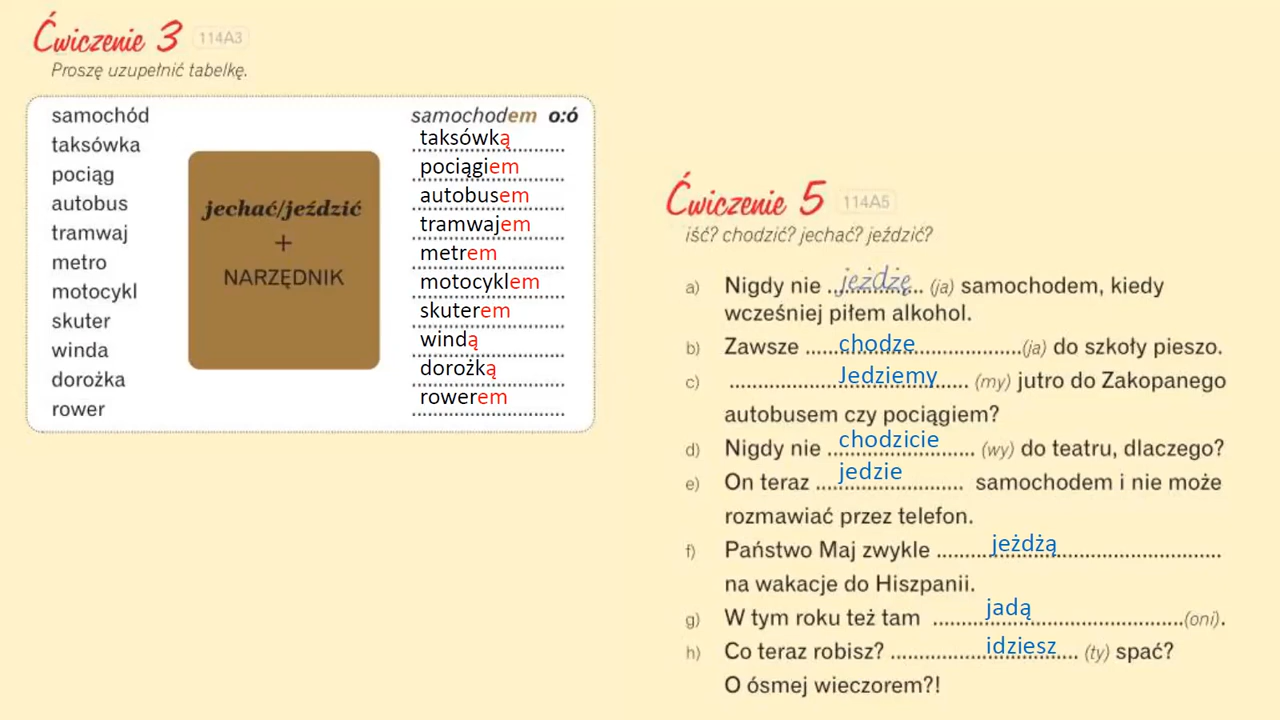 Ćwiczenie 3 114A3
Proszę uzupełnić tabelkę.
samochód
taksówka
pociąg
autobus
tramwaj
metro
motocykl
skuter
winda
dorożka
rower
jechać/jeździć
+
NARZĘDNIK
samochodem o:ó
taksówką
pociągiem
autobusem
tramwajem
metrem
motocyklem
skuterem
windą
dorożką
rowerem
Ćwiczenie 5 114A5
iść? chodzić? jechać? jeździć?
a) Nigdy nie ..jeżdżę.. (ja) samochodem, kiedy
wcześniej piłem alkohol.
b) Zawsze ...chodze...(ja) do szkoły pieszo.
c) ...Jedziemy... (my) jutro do Zakopanego
autobusem czy pociągiem?
d) Nigdy nie ...chodzicie... (wy) do teatru, dlaczego?
e) On teraz ...jedzie... samochodem i nie może
rozmawiać przez telefon.
f) Państwo Maj zwykle ...jeżdżą...
na wakacje do Hiszpanii.
g) W tym roku też tam ...jadą...(oni).
h) Co teraz robisz? ...idziesz... (ty) spać?
O ósmej wieczorem?!